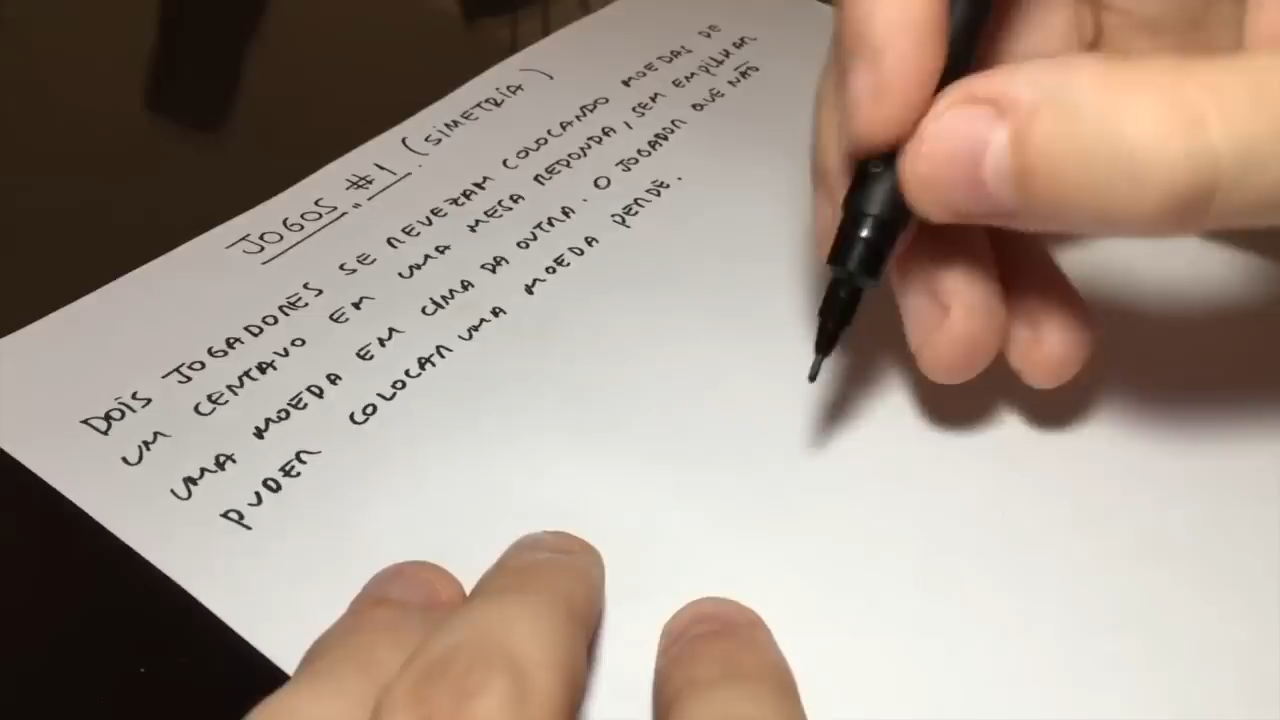 JOGOS #1 (SIMETRIA)
DOIS JOGADORES SE REVEZAM COLOCANDO MOEDAS DE
UM CENTAVO EM UMA MESA REDONDA, SEM EMPILHAR
UMA MOEDA EM CIMA DA OUTRA. O JOGADOR QUE NÃO
PUDER COLOCAR UMA MOEDA PERDE.